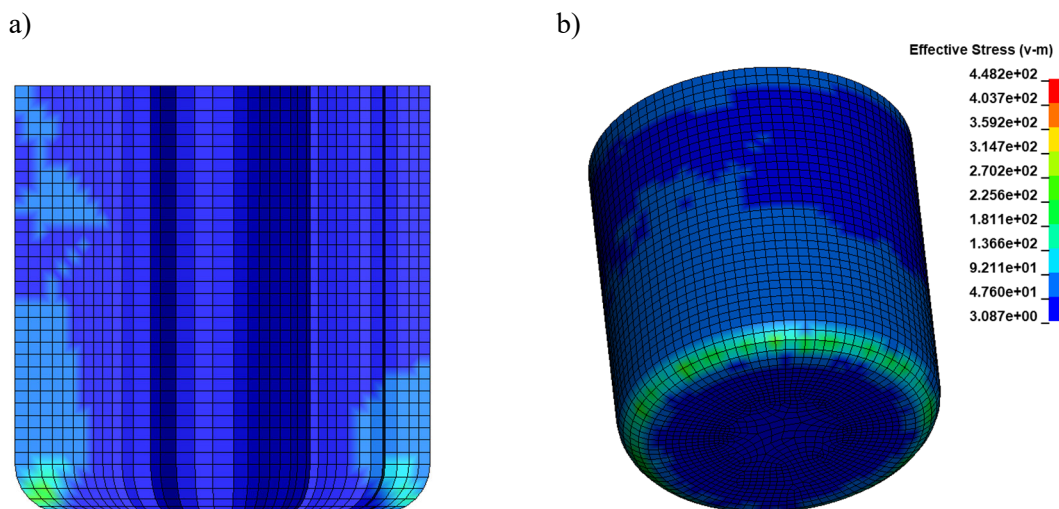 a)
b)
Effective Stress (v-m)
4.482e+02
4.037e+02
3.592e+02
3.147e+02
2.702e+02
2.256e+02
1.811e+02
1.366e+02
9.211e+01
4.760e+01
3.087e+00